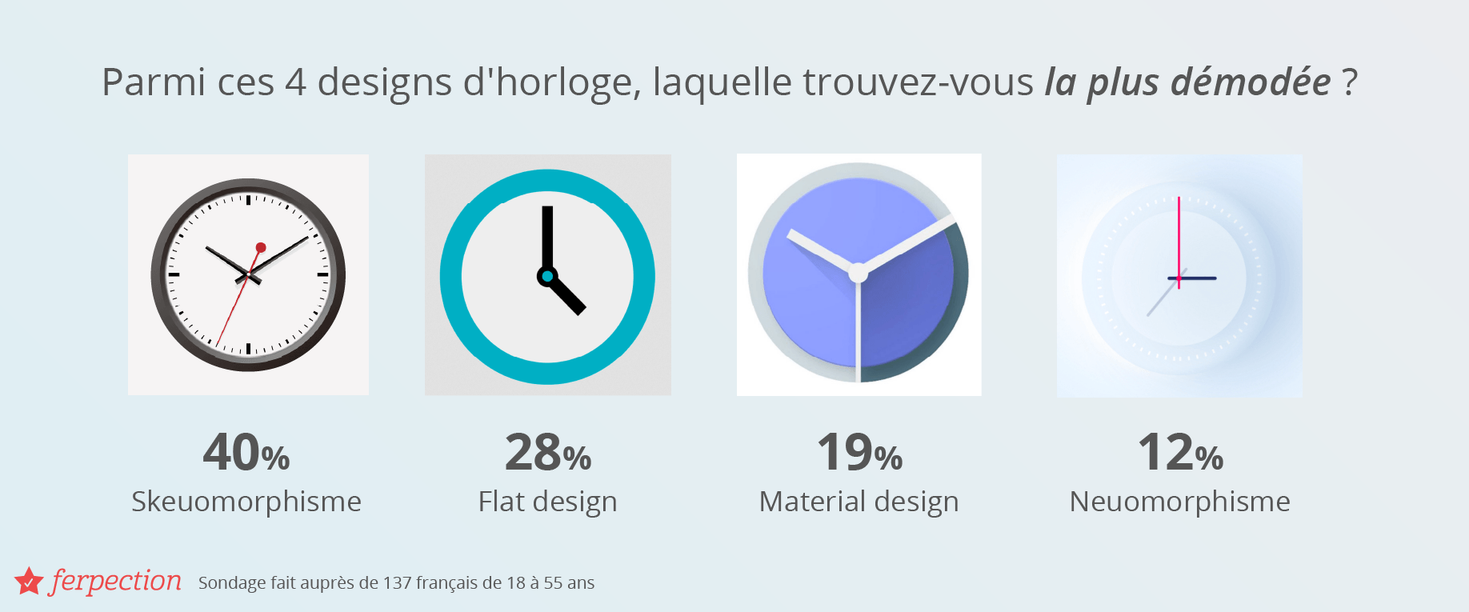 Parmi ces 4 designs d'horloge, laquelle trouvez-vous la plus démodée ?
40% 28% 19% 12%
Skeuomorphisme Flat design Material design Neuomorphisme
ferpection Sondage fait auprès de 137 français de 18 à 55 ans